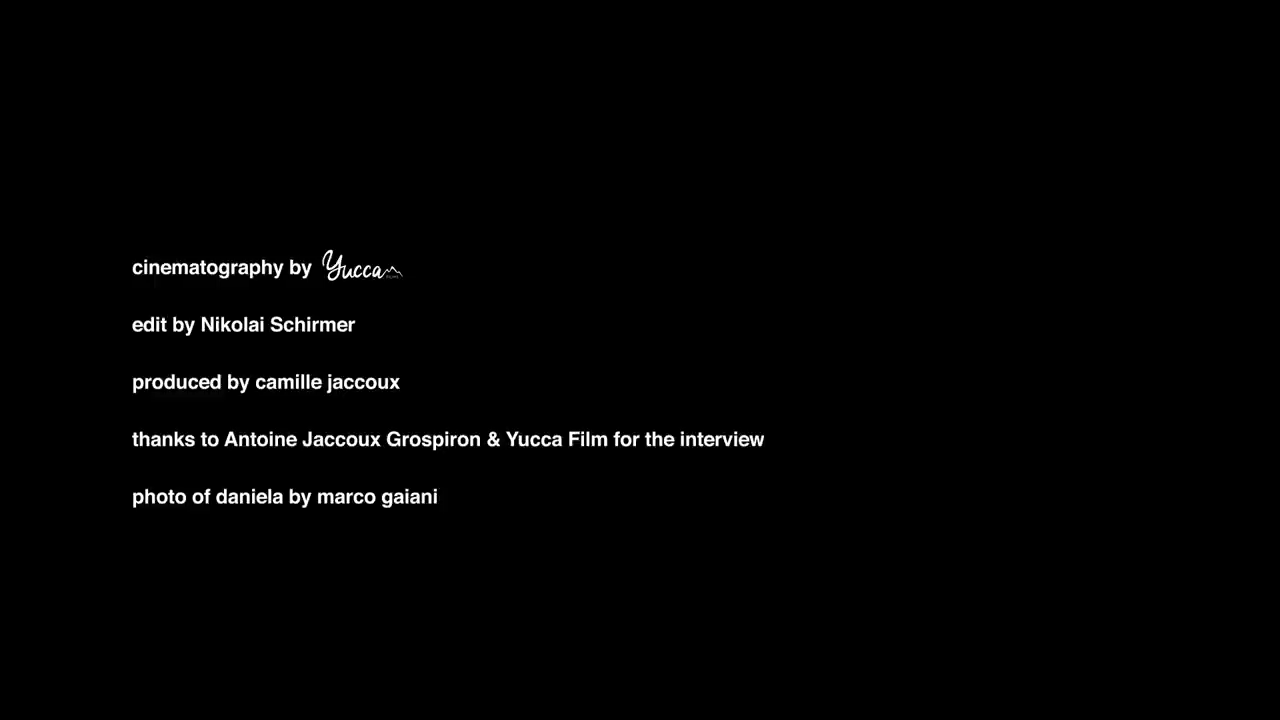 cinematography by Yucca
edit by Nikolai Schirmer
produced by camille jaccoux
thanks to Antoine Jaccoux Grospiron & Yucca Film for the interview
photo of daniela by marco gaiani